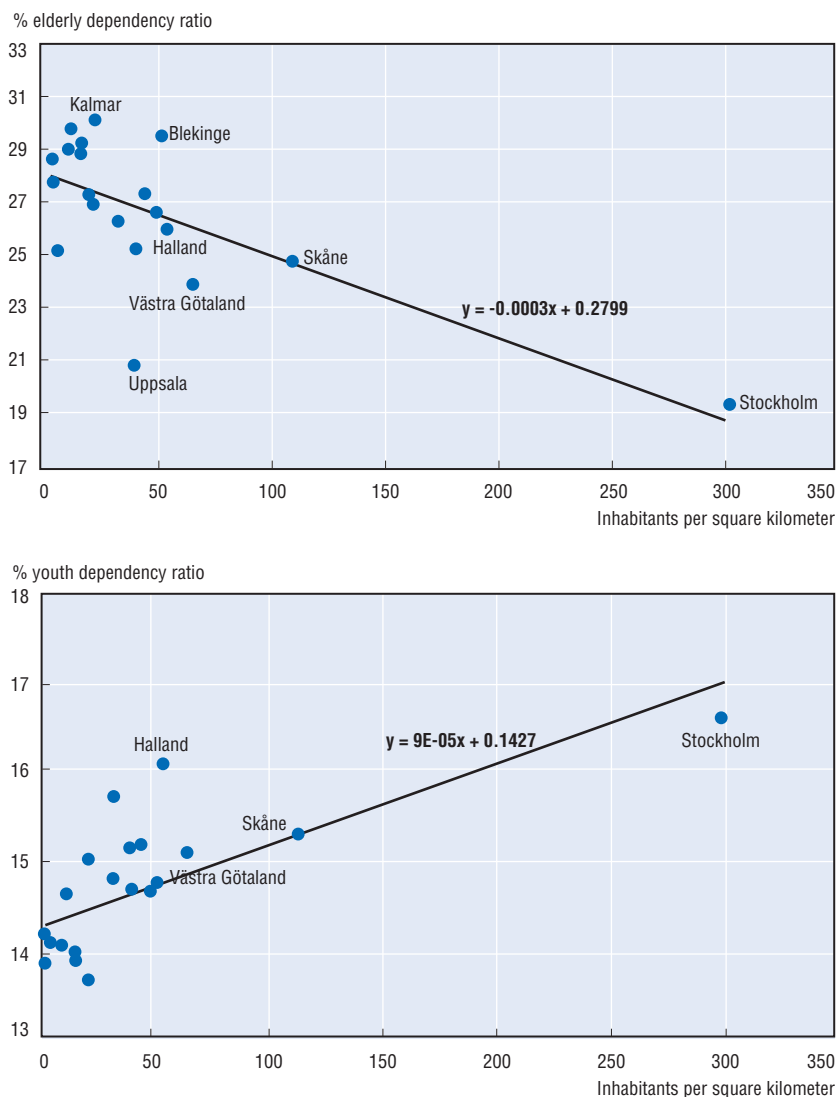 % elderly dependency ratio
33
31
Kalmar
Blekinge
29
27
Halland
25
Skåne
Västra Götaland
23
y = -0.0003x + 0.2799
21
Uppsala
Stockholm
19
17
0 50 100 150 200 250 300 350
Inhabitants per square kilometer
% youth dependency ratio
18
17
Halland
y = 9E-05x + 0.1427
Stockholm
16
Skåne
15
Västra Götaland
14
13
0 50 100 150 200 250 300 350
Inhabitants per square kilometer